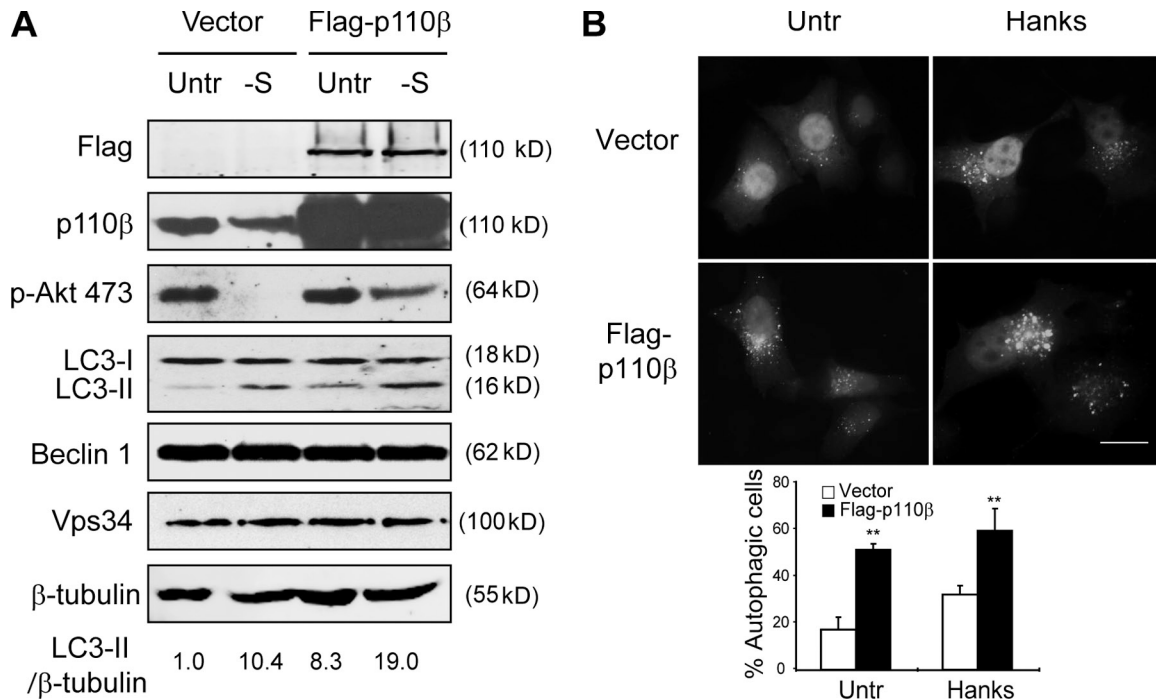 A
Vector Flag-p110β
Untr -S Untr -S
Flag (110 kD)
p110β (110 kD)
p-Akt 473 (64 kD)
LC3-I (18 kD)
LC3-II (16 kD)
Beclin 1 (62 kD)
Vps34 (100 kD)
β-tubulin (55 kD)
LC3-II
/β-tubulin
1.0 10.4 8.3 19.0
B
Untr Hanks
Vector
Flag-
p110β
% Autophagic cells
80
60
40
20
0
Vector
Flag-p110β
** **
Untr Hanks